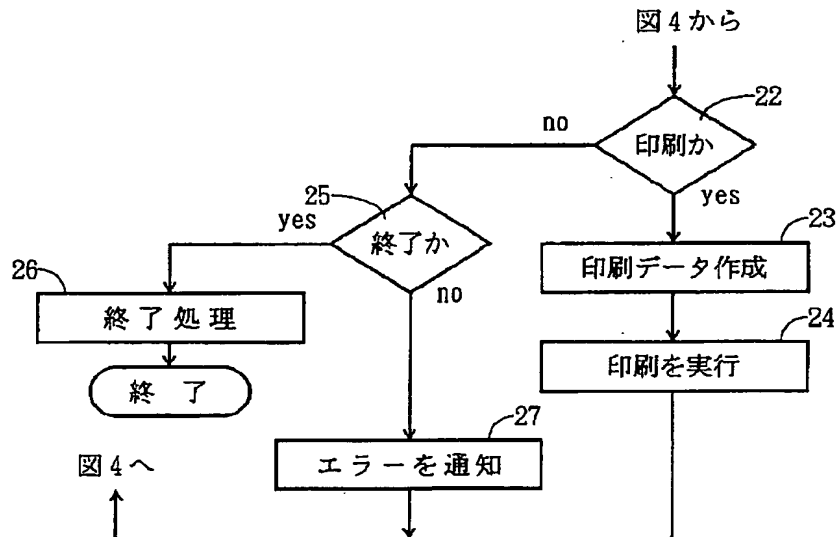 図4から
22
no
印刷か
25
yes
23
yes
終了か
26
印刷データ作成
no
終了処理
24
印刷を実行
終了
27
図4へ
エラーを通知